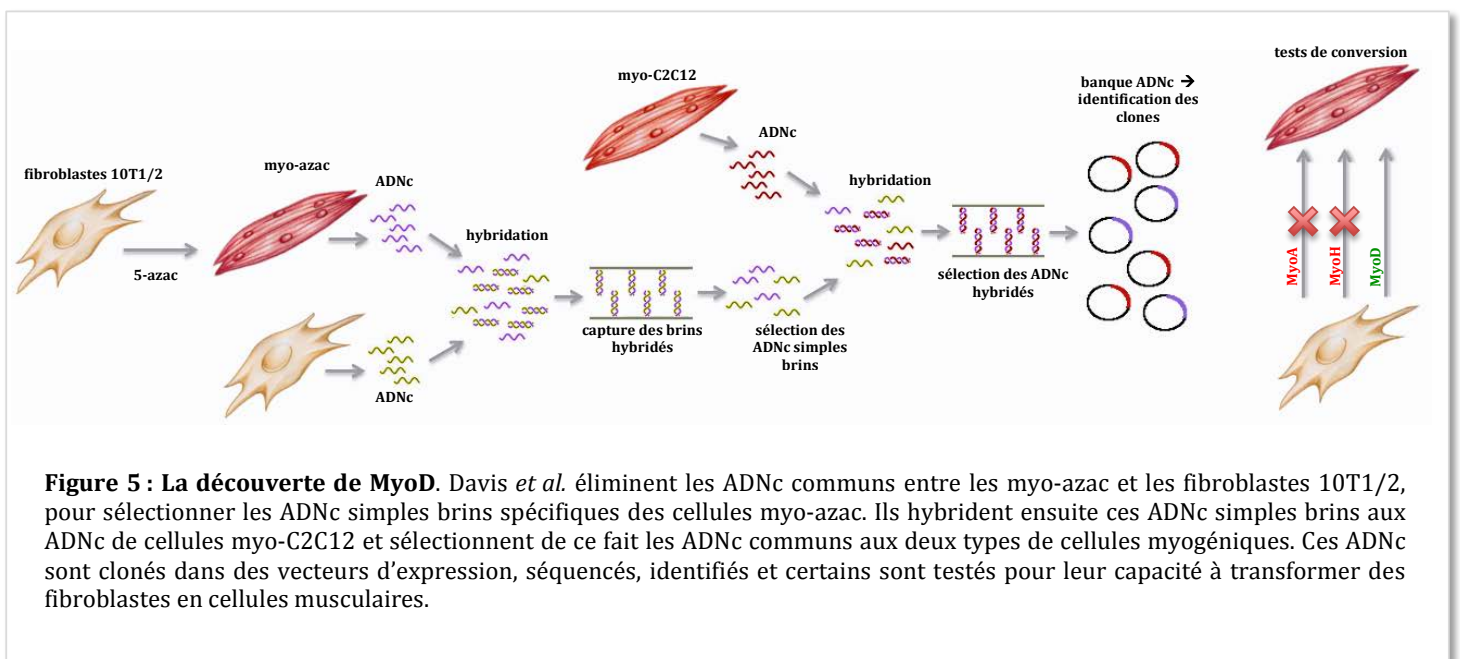 fibroblastes 10T1/2
5-azac
myo-azac
ADNc
ADNc
hybridation
capture des brins
hybridés
sélection des
ADNc simples
brins
myo-C2C12
ADNc
hybridation
sélection des ADNc
hybridés
banque ADNc →
identification des
clones
tests de conversion
MyoA
MyoH
MyoD
Figure 5 : La découverte de MyoD. Davis et al. éliminent les ADNc communs entre les myo-azac et les fibroblastes 10T1/2,
pour sélectionner les ADNc simples brins spécifiques des cellules myo-azac. Ils hybrident ensuite ces ADNc simples brins aux
ADNc de cellules myo-C2C12 et sélectionnent de ce fait les ADNc communs aux deux types de cellules myogéniques. Ces ADNc
sont clonés dans des vecteurs d’expression, séquencés, identifiés et certains sont testés pour leur capacité à transformer des
fibroblastes en cellules musculaires.